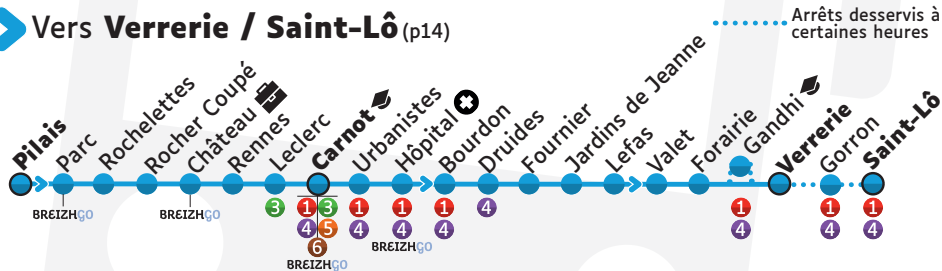 Vers Verrerie / Saint-Lô (p14)
Arrêts desservis à
certaines heures
Pilais
Parc
Rochelettes
Rocher Coupé
Château
Rennes
Leclerc
Carnot
Urbanistes
Hôpital
Bourdon
Druides
Fournier
Jardins de Jeanne
Lefas
Valet
Forairie
Gandhi
Verrerie
Gorron
Saint-Lô
BREIZHGO
BREIZHGO
3
1 3
4 5
6
BREIZHGO
1
4
1
4
BREIZHGO
1
4
4
1
4
1
4
1
4